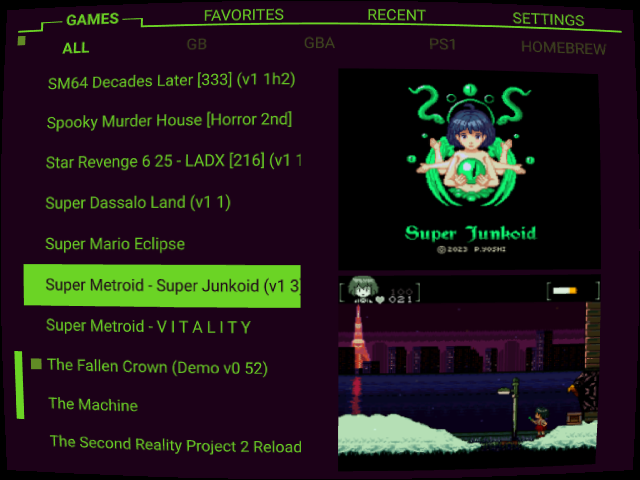 GAMES FAVORITES RECENT SETTINGS
ALL GB GBA PS1 HOMEBREW
SM64 Decades Later [333] (v1 1h2)
Spooky Murder House [Horror 2nd]
Star Revenge 6 25 - LADX [216] (v1 1
Super Dassalo Land (v1 1)
Super Mario Eclipse
Super Metroid - Super Junkoid (v1 3
Super Metroid - V I T A L I T Y
The Fallen Crown (Demo v0 52)
The Machine
The Second Reality Project 2 Reload
Super Junkoid
© 2023 P.YOSHI
100
021